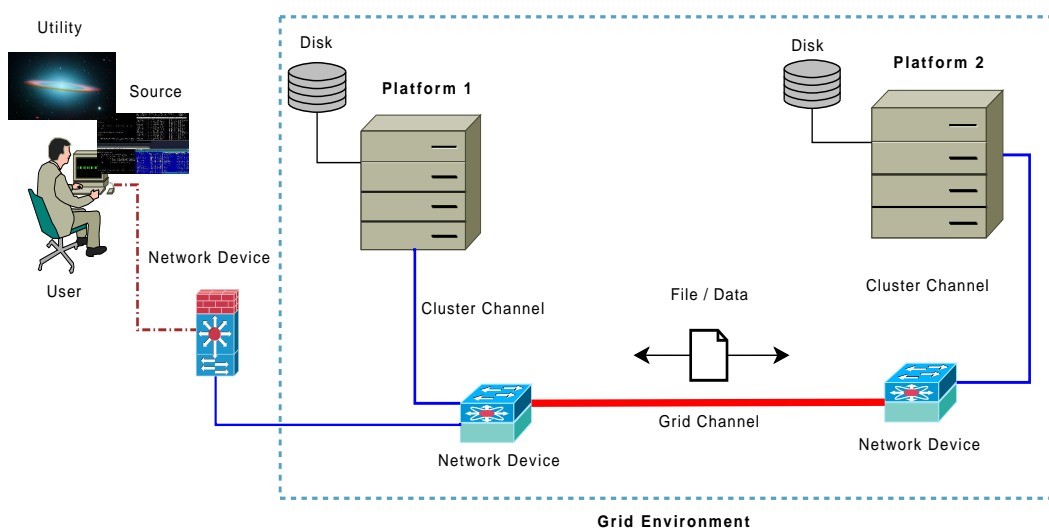 Utility
Source
User
Network Device
Disk
Platform 1
Cluster Channel
Disk
Platform 2
Cluster Channel
File / Data
Grid Channel
Network Device
Network Device
Grid Environment